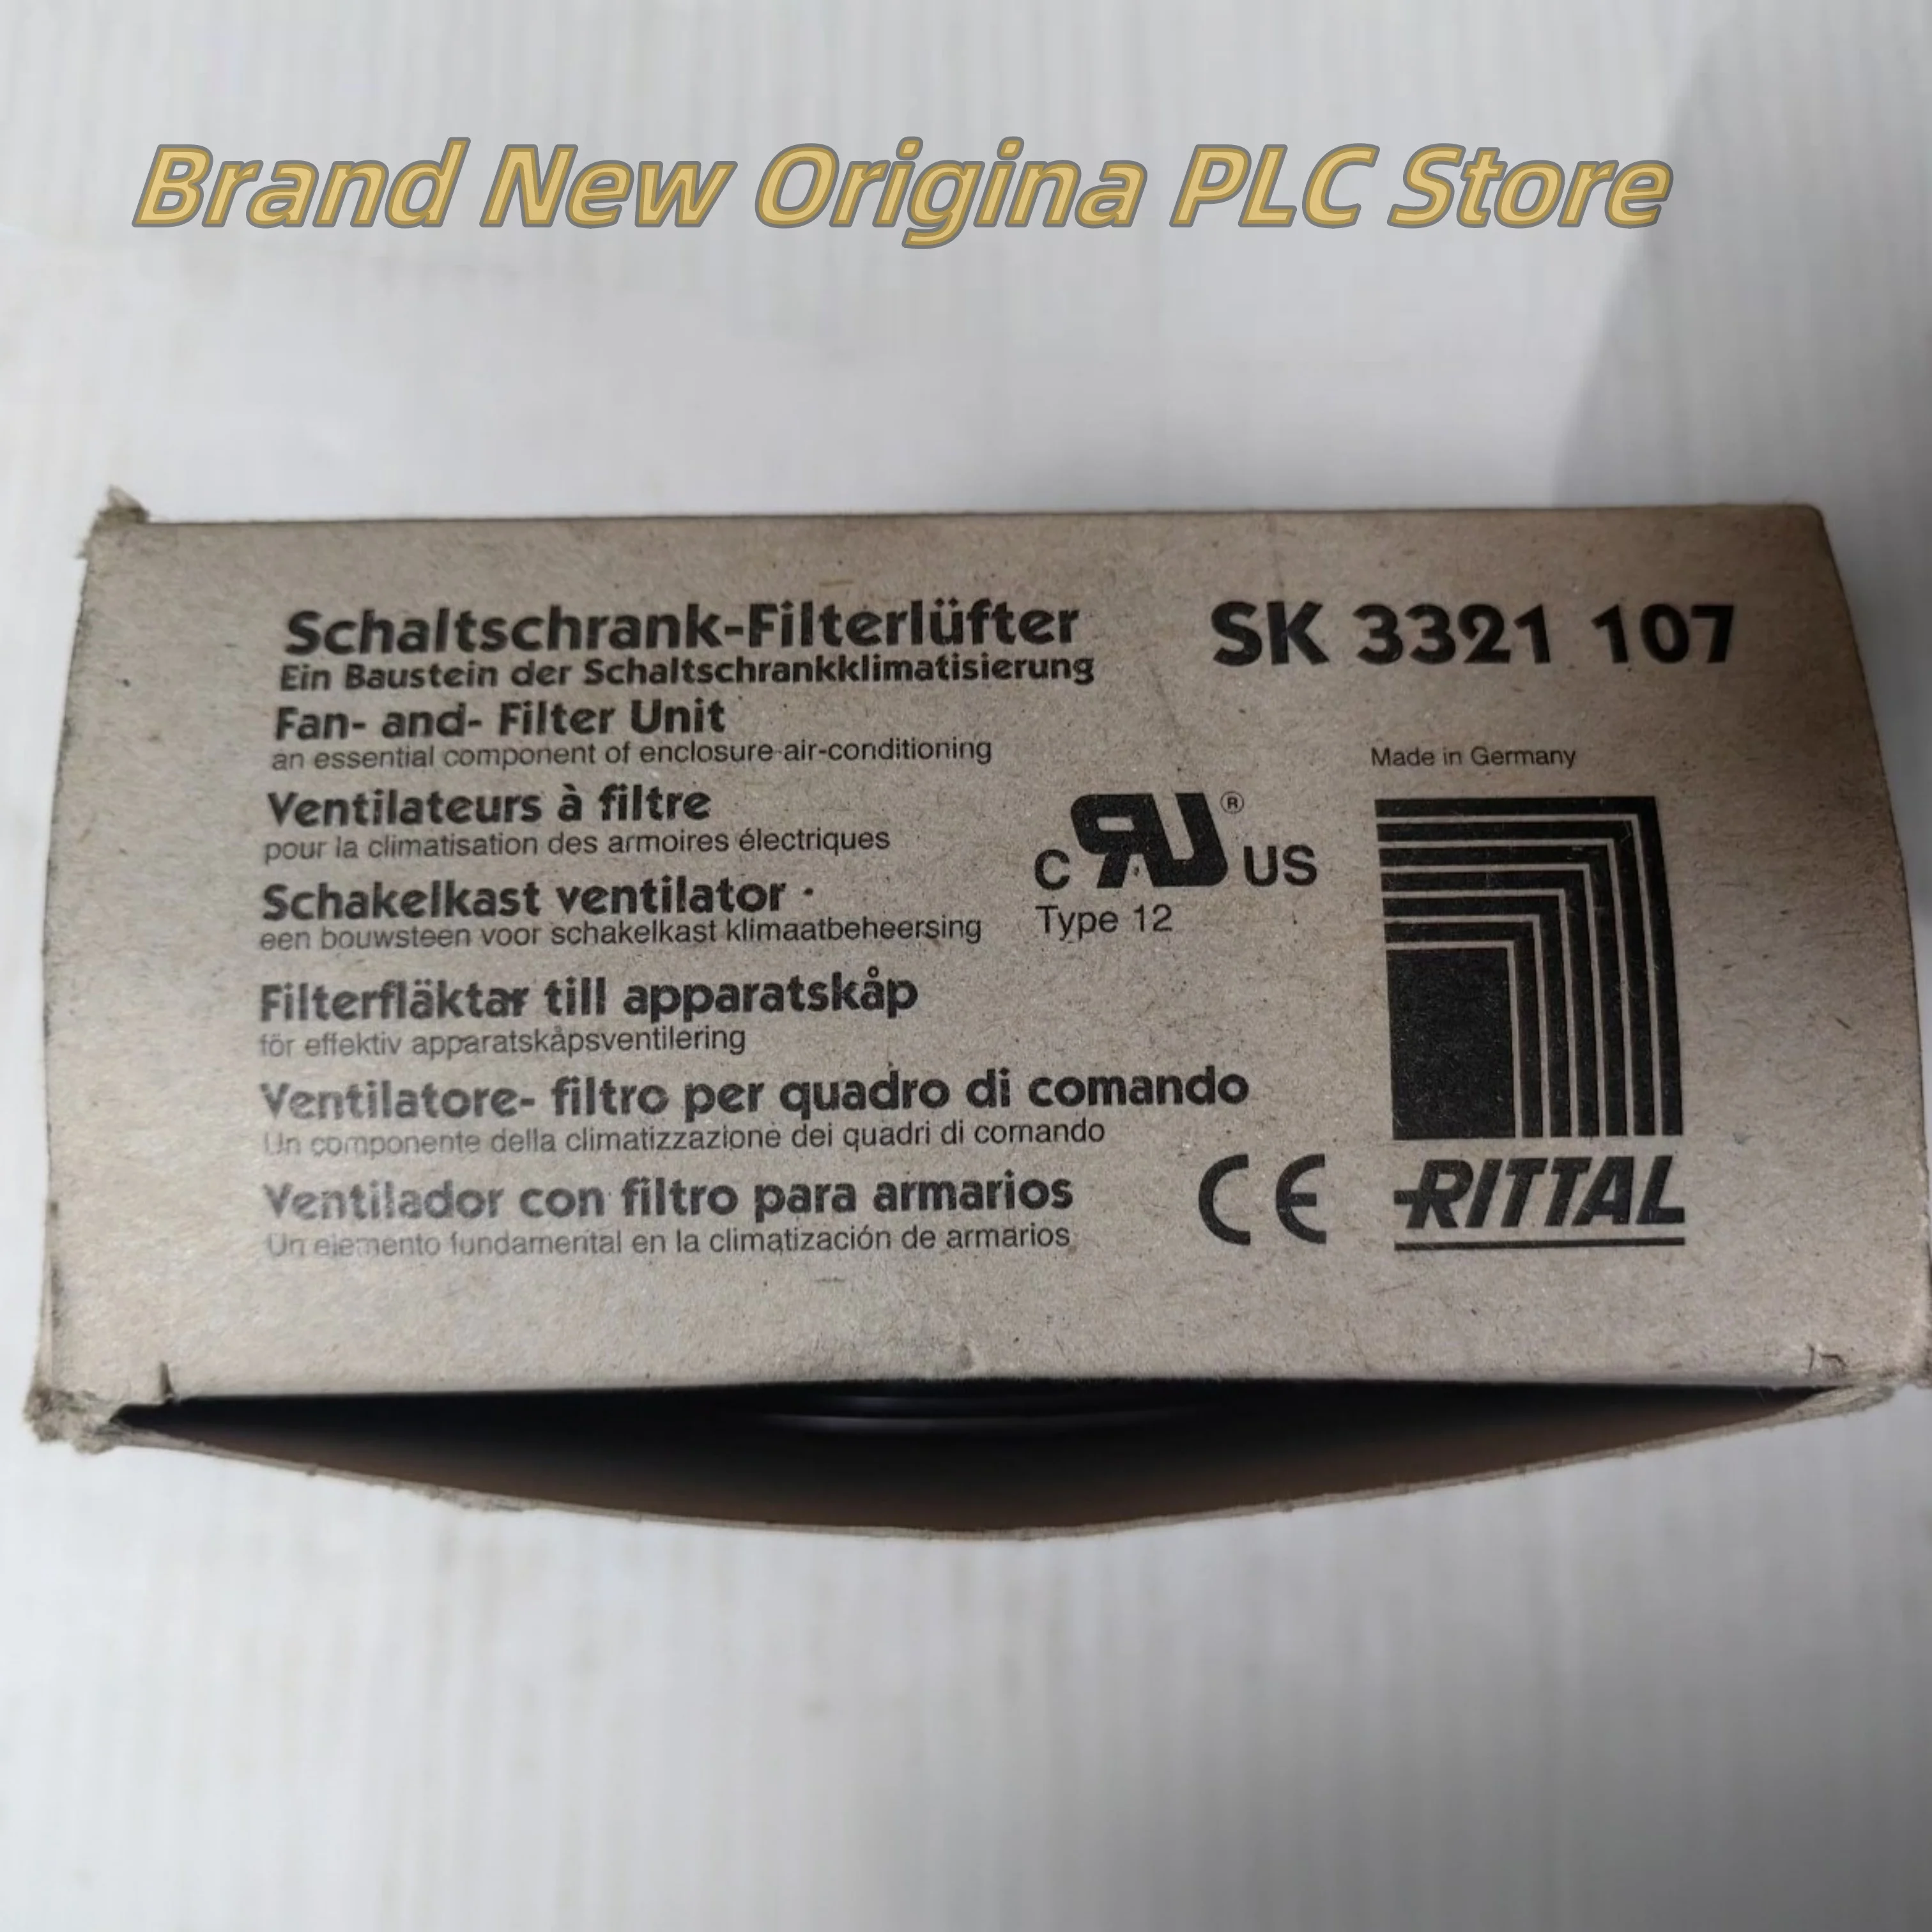 Brand New Origina PLC Store
Schaltschrank-Filterlüfter
SK 3321 107
Ein Baustein der Schaltschrankklimatisierung
Fan- and- Filter Unit
an essential component of enclosure air-conditioning
Made in Germany
Ventilateurs à filtre
pour la climatisation des armoires électriques
C RU ® US
Type 12
Schakelkast ventilator
een bouwsteen voor schakelkast klimaatbeheersing
Filterfläktar till apparatskåp
för effektiv apparatskåpsventilering
Ventilatore- filtro per quadro di comando
Un componente della climatizzazione dei quadri di comando
Ventilador con filtro para armarios
Un elemento fundamental en la climatización de armarios
CE
RITTAL